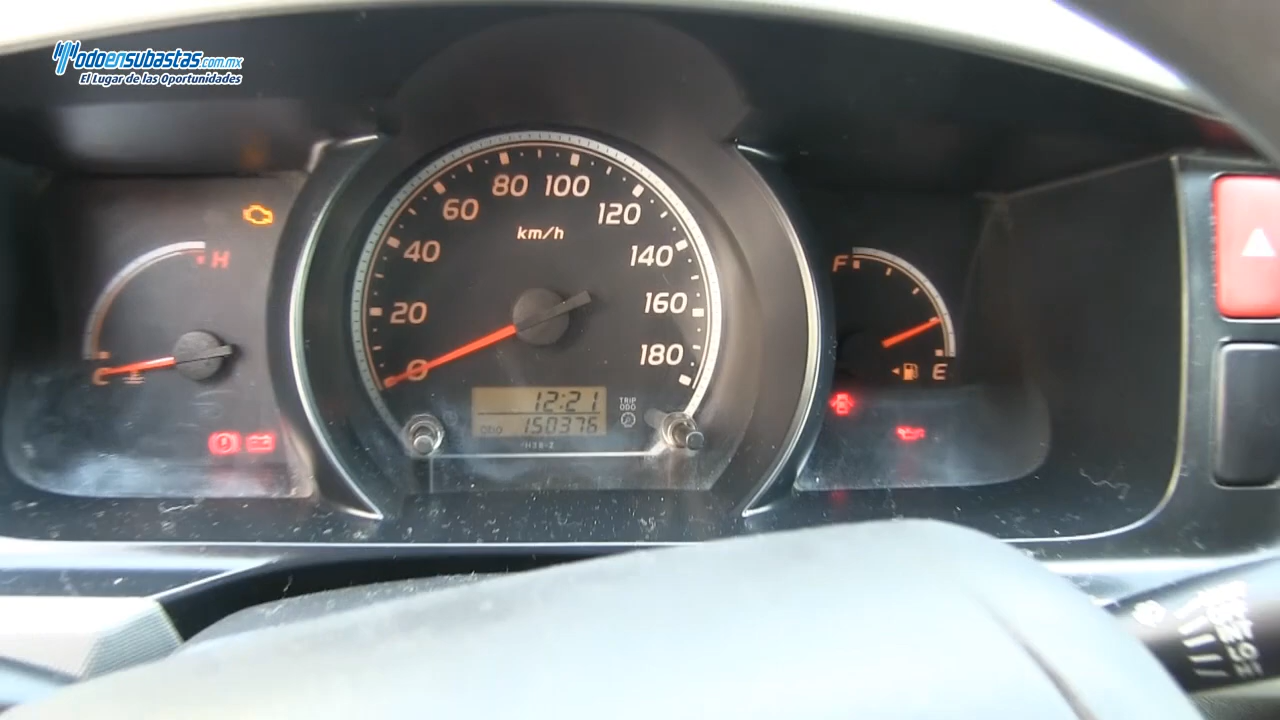 Todoensubastas.com.mx
El Lugar de las Oportunidades
80 100
60 120
km/h
40 140
H
F
20 160
0 180
C
E
12:21
TRIP
ODO
ODO 150376